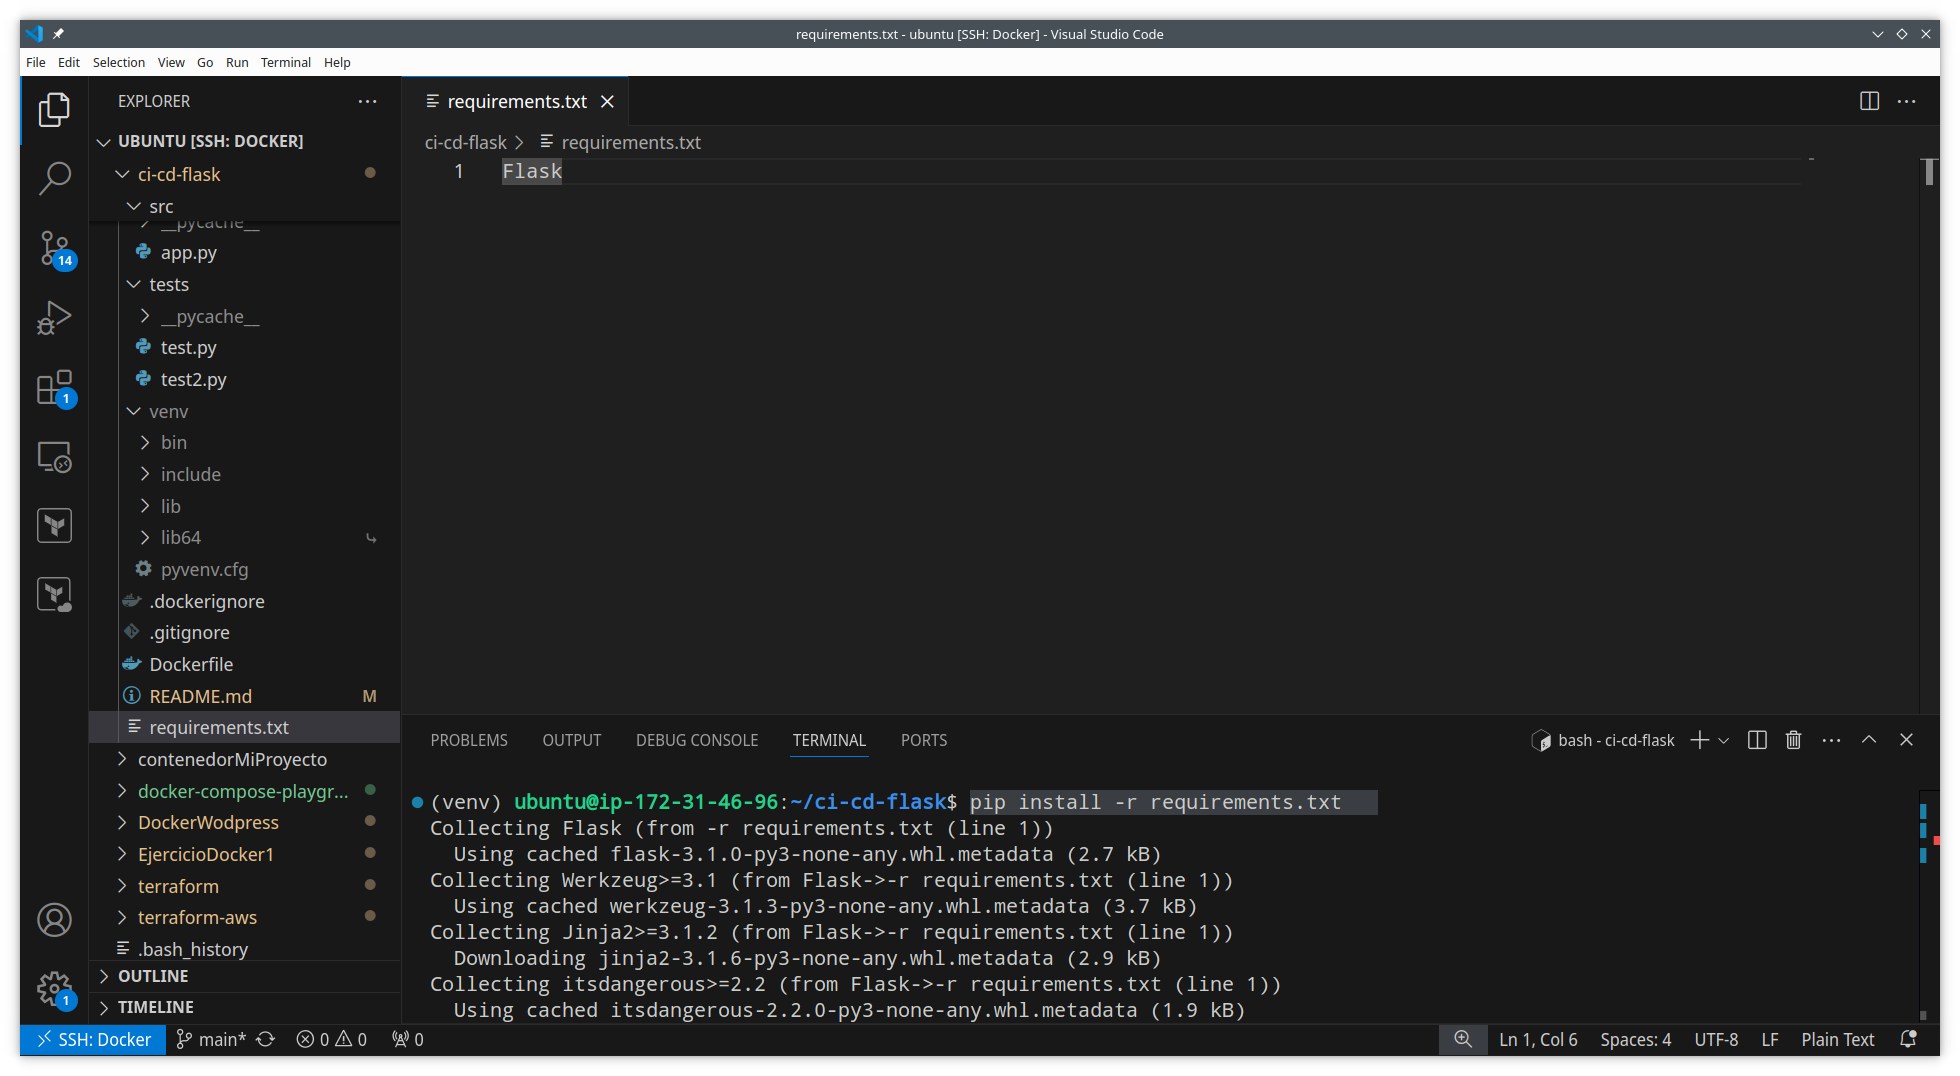 requirements.txt - ubuntu [SSH: Docker] - Visual Studio Code
File Edit Selection View Go Run Terminal Help
EXPLORER
UBUNTU [SSH: DOCKER]
ci-cd-flask
src
__pycache__
app.py
tests
__pycache__
test.py
test2.py
venv
bin
include
lib
lib64
pyvenv.cfg
.dockerignore
.gitignore
Dockerfile
README.md M
requirements.txt
contenedorMiProyecto
docker-compose-playgr...
DockerWodpress
EjercicioDocker1
terraform
terraform-aws
.bash_history
OUTLINE
TIMELINE
14
1
1
requirements.txt
ci-cd-flask > requirements.txt
1 Flask
PROBLEMS OUTPUT DEBUG CONSOLE TERMINAL PORTS
bash - ci-cd-flask
(venv) ubuntu@ip-172-31-46-96:~/ci-cd-flask$ pip install -r requirements.txt
Collecting Flask (from -r requirements.txt (line 1))
Using cached flask-3.1.0-py3-none-any.whl.metadata (2.7 kB)
Collecting Werkzeug>=3.1 (from Flask->-r requirements.txt (line 1))
Using cached werkzeug-3.1.3-py3-none-any.whl.metadata (3.7 kB)
Collecting Jinja2>=3.1.2 (from Flask->-r requirements.txt (line 1))
Downloading jinja2-3.1.6-py3-none-any.whl.metadata (2.9 kB)
Collecting itsdangerous>=2.2 (from Flask->-r requirements.txt (line 1))
Using cached itsdangerous-2.2.0-py3-none-any.whl.metadata (1.9 kB)
SSH: Docker main* 0 0 0 Ln 1, Col 6 Spaces: 4 UTF-8 LF Plain Text